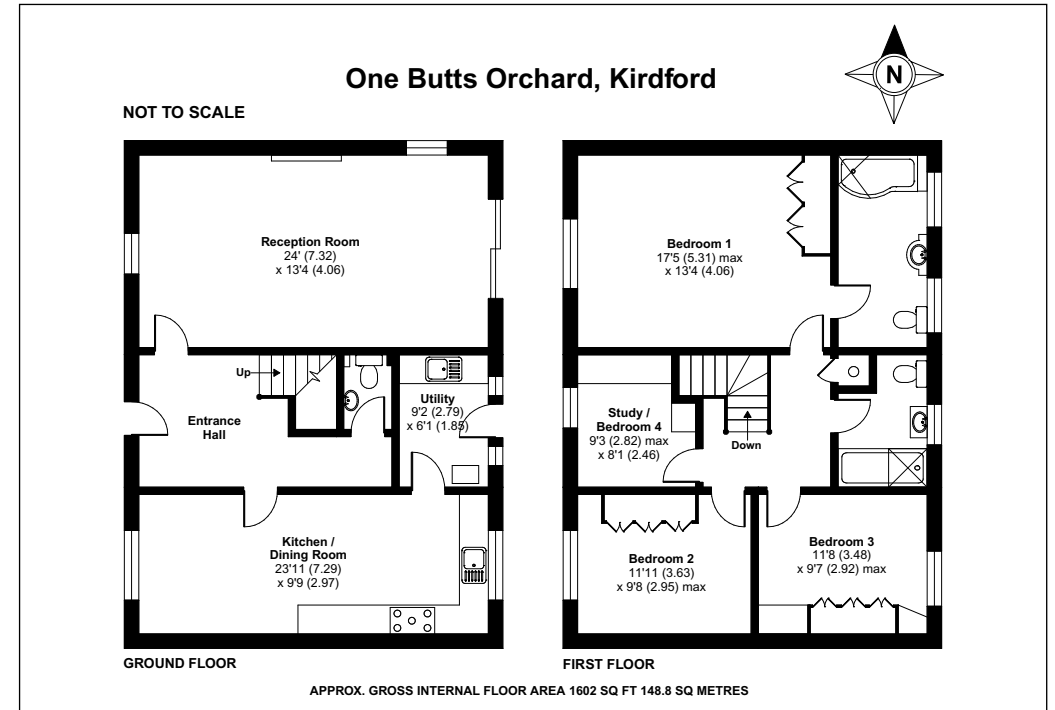 One Butts Orchard, Kirdford
N
NOT TO SCALE
Reception Room
24' (7.32)
x 13'4 (4.06)
Up
Entrance
Hall
Utility
9'2 (2.79)
x 6'1 (1.85)
Kitchen /
Dining Room
23'11 (7.29)
x 9'9 (2.97)
GROUND FLOOR
Bedroom 1
17'5 (5.31) max
x 13'4 (4.06)
Study /
Bedroom 4
9'3 (2.82) max
x 8'1 (2.46)
Down
Bedroom 2
11'11 (3.63)
x 9'8 (2.95) max
Bedroom 3
11'8 (3.48)
x 9'7 (2.92) max
FIRST FLOOR
APPROX. GROSS INTERNAL FLOOR AREA 1602 SQ FT 148.8 SQ METRES